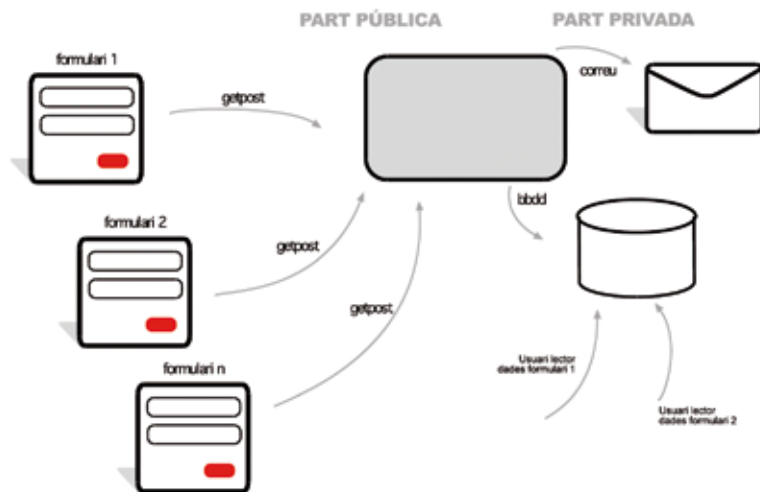 PART PÚBLICA
PART PRIVADA
formulari 1
getpost
correu
bbdd
formulari 2
getpost
getpost
formulari n
Usuari lector
dades formulari 1
Usuari lector
dades formulari 2